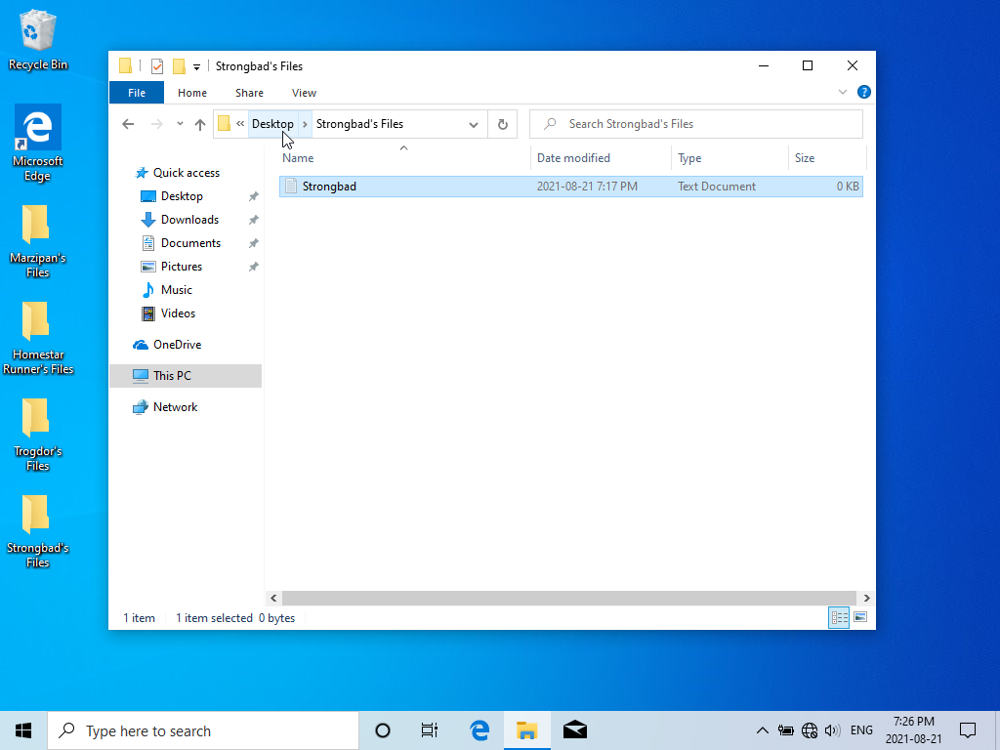 Recycle Bin
Microsoft
Edge
Marzipan's
Files
Homestar
Runner's Files
Trogdor's
Files
Strongbad's
Files
Strongbad's Files
File Home Share View
« Desktop › Strongbad's Files
Search Strongbad's Files
Quick access
Desktop
Downloads
Documents
Pictures
Music
Videos
OneDrive
This PC
Network
Name Date modified Type Size
Strongbad 2021-08-21 7:17 PM Text Document 0 KB
1 item 1 item selected 0 bytes
Type here to search
ENG
7:26 PM
2021-08-21